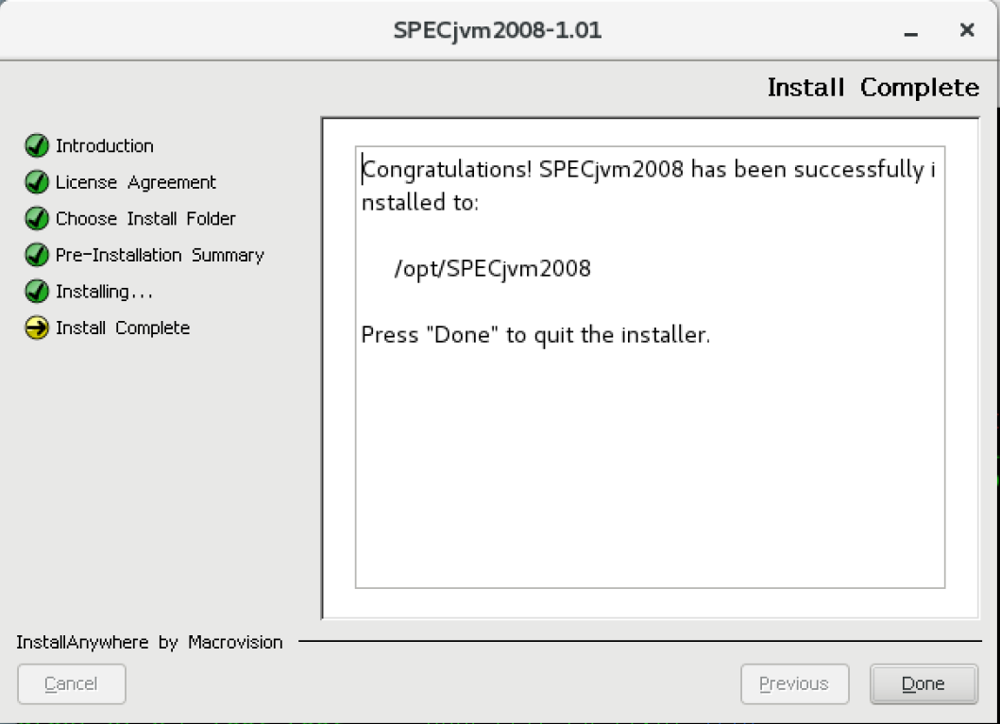 SPECjvm2008-1.01
Install Complete
Introduction
License Agreement
Choose Install Folder
Pre-Installation Summary
Installing...
Install Complete
Congratulations! SPECjvm2008 has been successfully i
nstalled to:
/opt/SPECjvm2008
Press "Done" to quit the installer.
InstallAnywhere by Macrovision
Cancel
Previous
Done